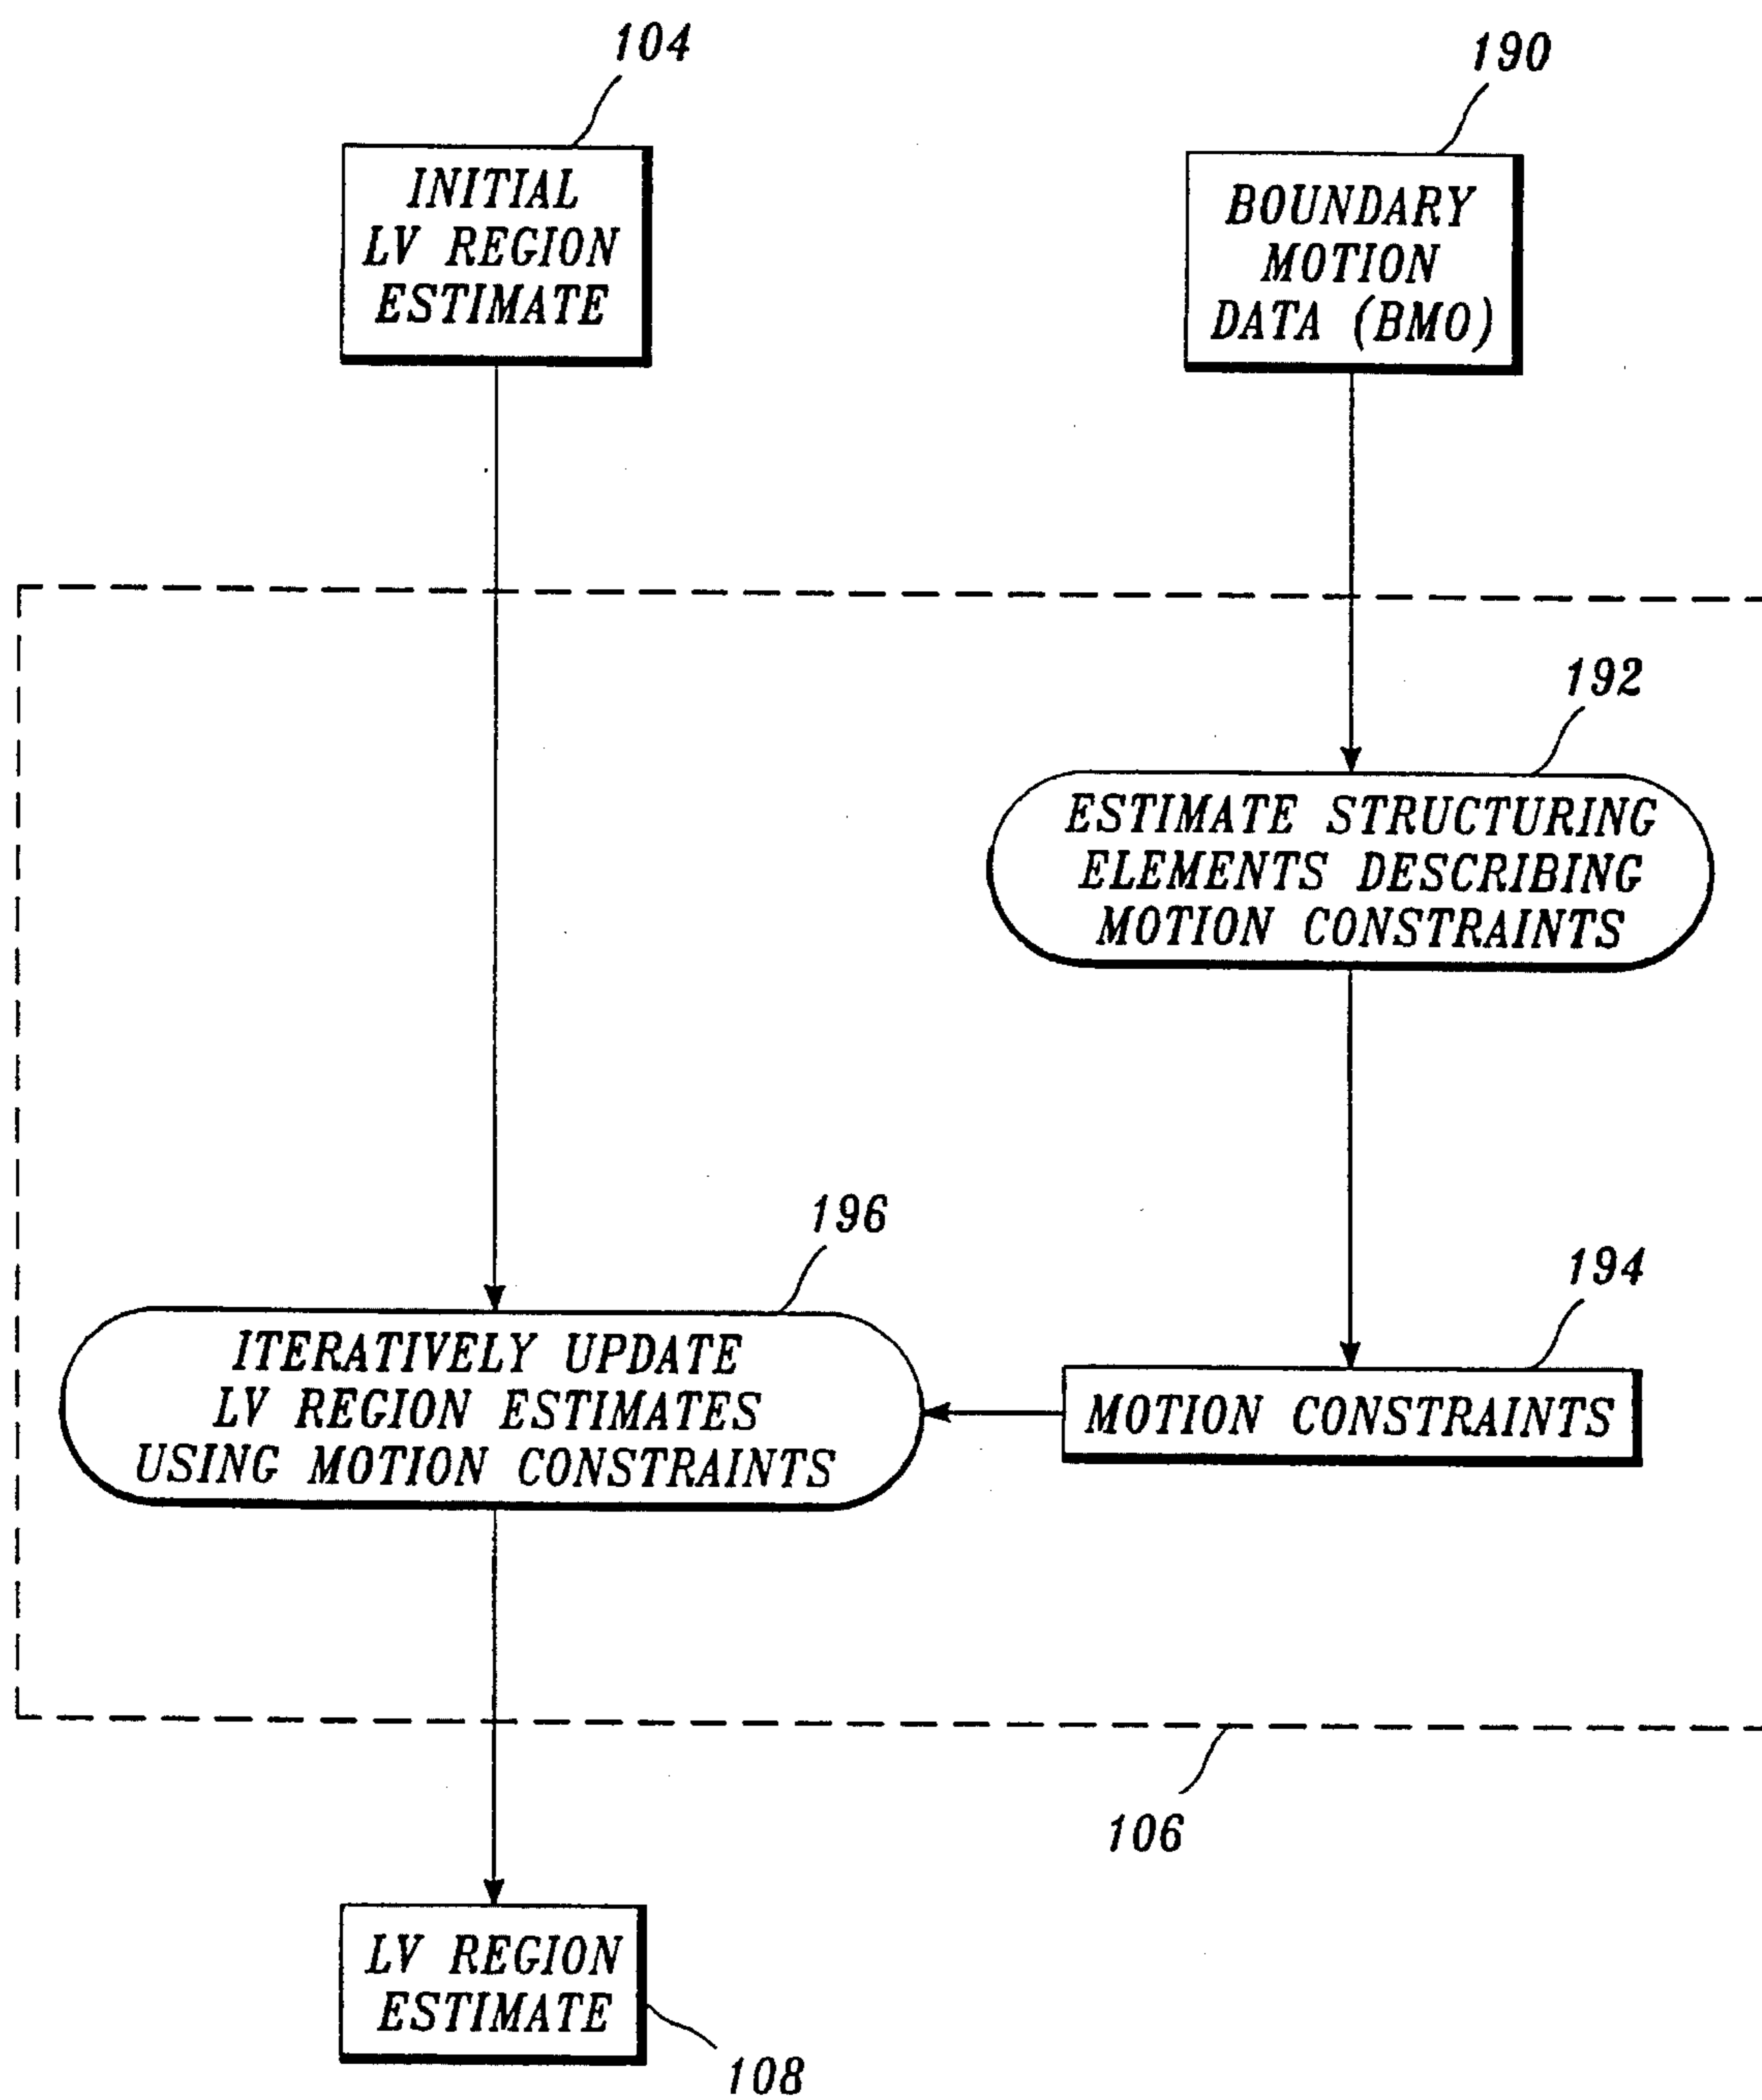 104
190
INITIAL
LV REGION
ESTIMATE
BOUNDARY
MOTION
DATA (BMO)
192
ESTIMATE STRUCTURING
ELEMENTS DESCRIBING
MOTION CONSTRAINTS
196
194
ITERATIVELY UPDATE
LV REGION ESTIMATES
USING MOTION CONSTRAINTS
MOTION CONSTRAINTS
106
LV REGION
ESTIMATE
108